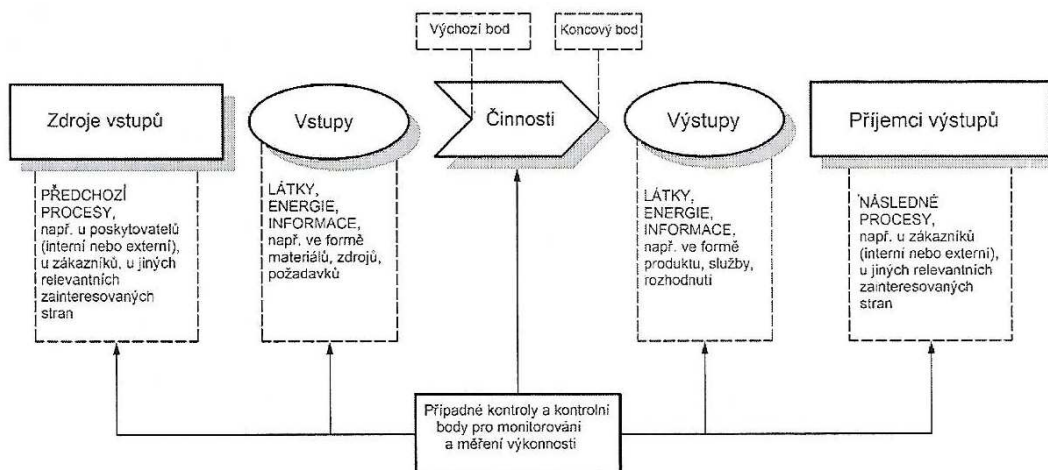 Výchozí bod
Koncový bod
Zdroje vstupů
Vstupy
Činnosti
Výstupy
Příjemci výstupů
PŘEDCHOZÍ
PROCESY,
např. u poskytovatelů
(interní nebo externí),
u zákazníků, u jiných
relevantních
zainteresovaných
stran
LÁTKY,
ENERGIE,
INFORMACE,
např. ve formě
materiálů, zdrojů,
požadavků
LÁTKY,
ENERGIE,
INFORMACE,
např. ve formě
produktu, služby,
rozhodnutí
NÁSLEDNÉ
PROCESY,
např. u zákazníků
(interní nebo externí),
u jiných relevantních
zainteresovaných
stran
Případné kontroly a kontrolní
body pro monitorování
a měření výkonnosti